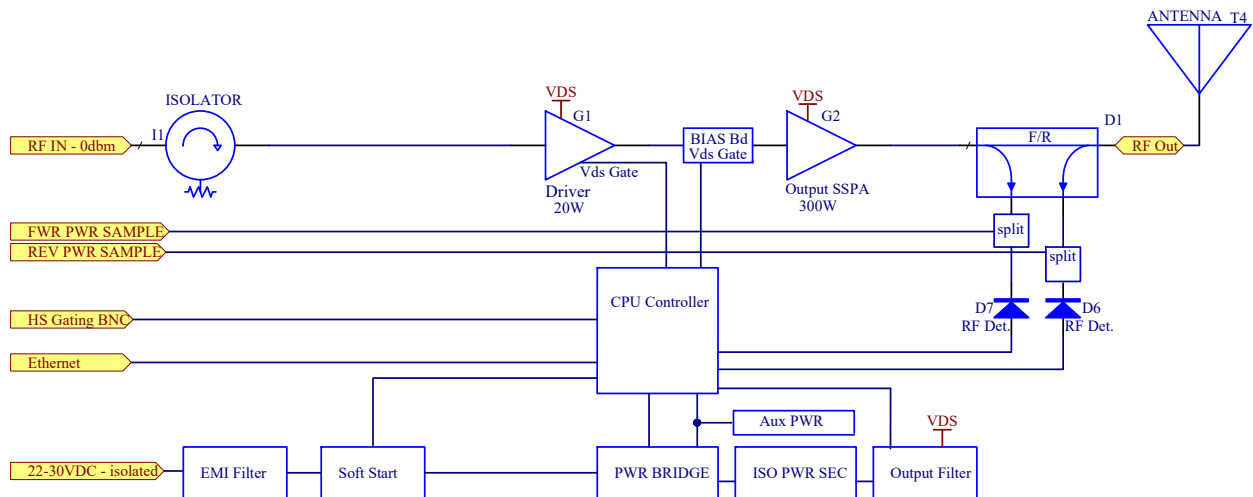 ANTENNA T4
ISOLATOR
VDS
VDS
I1
G1
G2
D1
RF IN - 0dbm
BIAS Bd
Vds Gate
F/R
RF Out
Vds Gate
Driver
20W
Output SSPA
300W
FWR PWR SAMPLE
split
REV PWR SAMPLE
split
CPU Controller
D7
RF Det.
D6
RF Det.
HS Gating BNC
Ethernet
Aux PWR
VDS
22-30VDC - isolated
EMI Filter
Soft Start
PWR BRIDGE
ISO PWR SEC
Output Filter